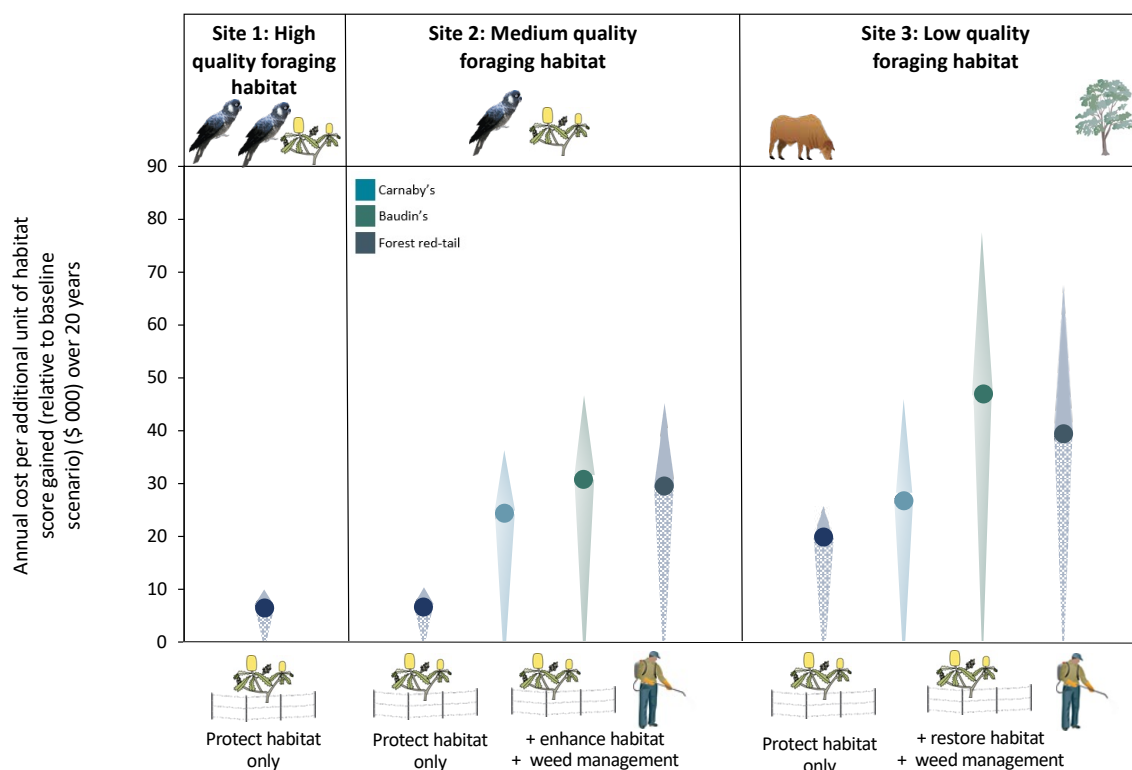 Site 1: High
quality foraging
habitat
Site 2: Medium quality
foraging habitat
Site 3: Low quality
foraging habitat
Annual cost per additional unit of habitat
score gained (relative to baseline
scenario) ($ 000) over 20 years
90
80
70
60
50
40
30
20
10
0
Carnaby's
Baudin's
Forest red-tail
Protect habitat
only
Protect habitat
only
+ enhance habitat
+ weed management
Protect habitat
only
+ restore habitat
+ weed management